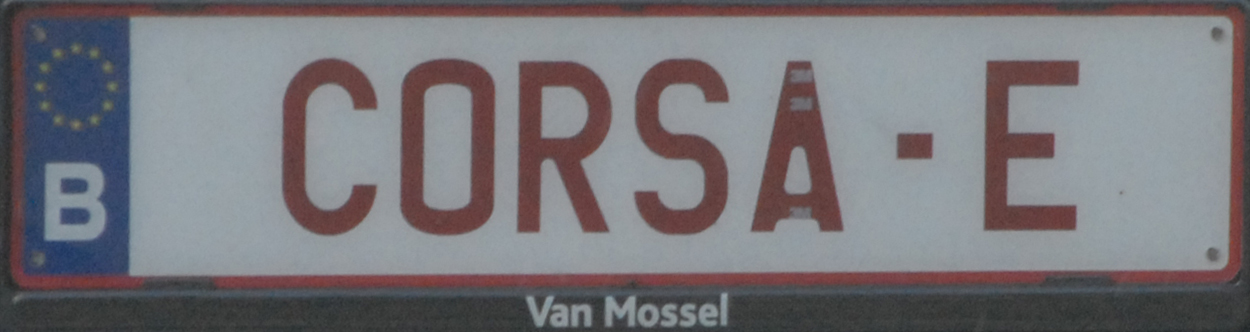 B
CORSA-E
Van Mossel